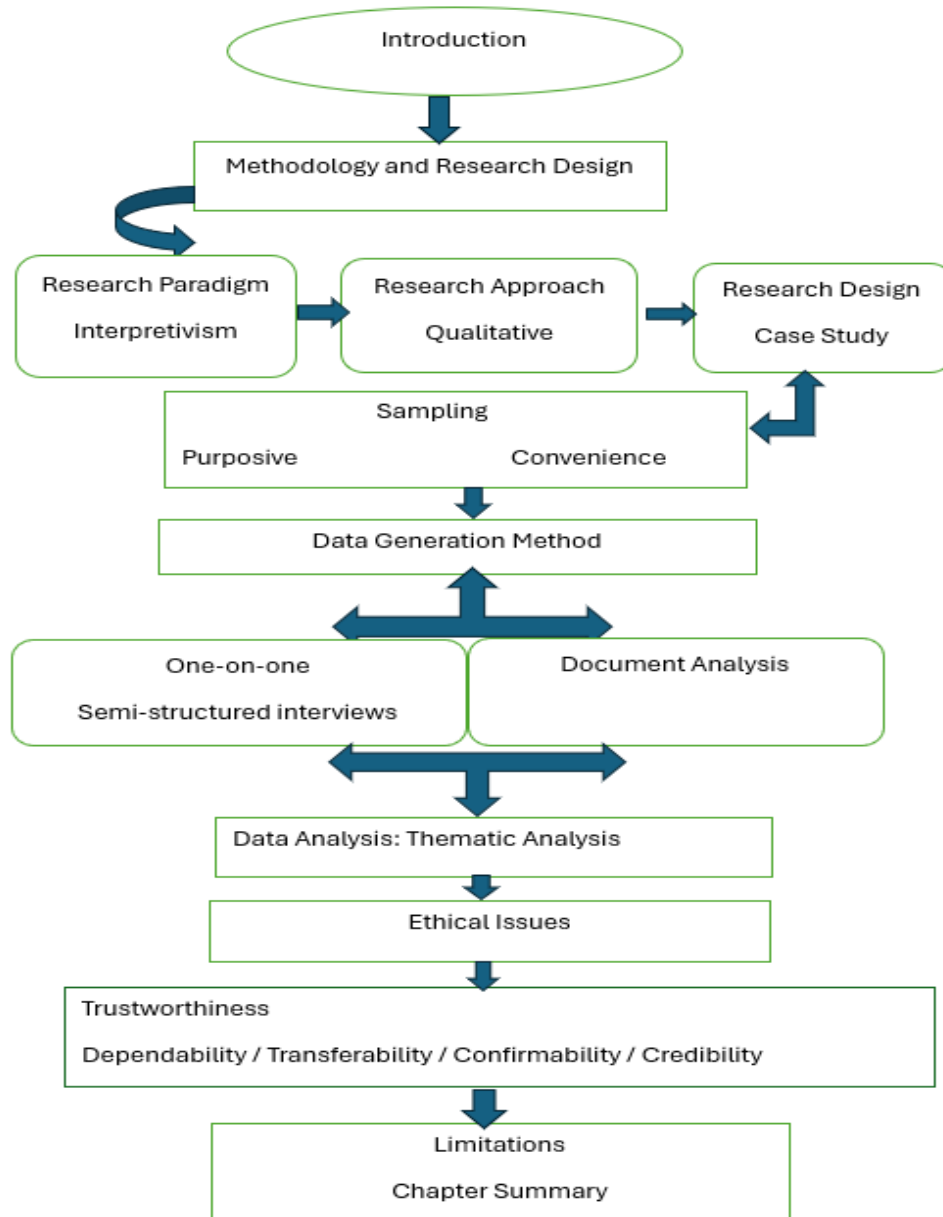 Introduction
Methodology and Research Design
Research Paradigm
Interpretivism
Research Approach
Qualitative
Research Design
Case Study
Sampling
Purposive Convenience
Data Generation Method
One-on-one
Semi-structured interviews
Document Analysis
Data Analysis: Thematic Analysis
Ethical Issues
Trustworthiness
Dependability / Transferability / Confirmability / Credibility
Limitations
Chapter Summary